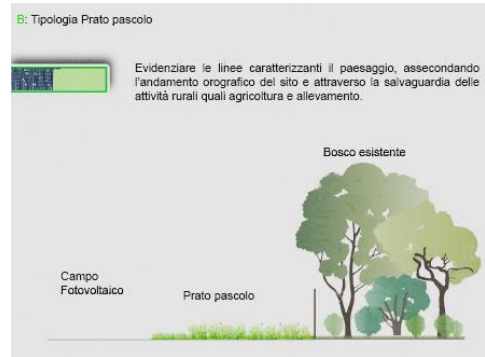 B: Tipologia Prato pascolo
Evidenziare le linee caratterizzanti il paesaggio, assecondando
l'andamento orografico del sito e attraverso la salvaguardia delle
attività rurali quali agricoltura e allevamento.
Bosco esistente
Campo
Fotovoltaico
Prato pascolo